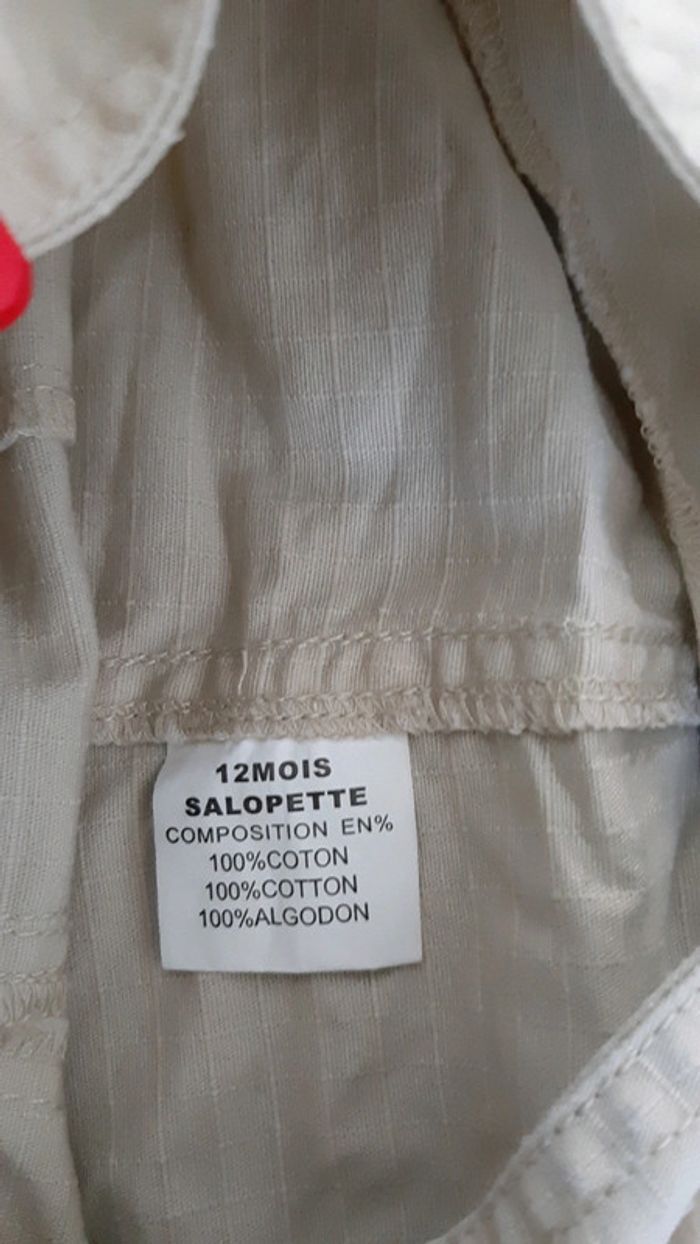 12MOIS
SALOPETTE
COMPOSITION EN%
100%COTON
100%COTTON
100%ALGODON